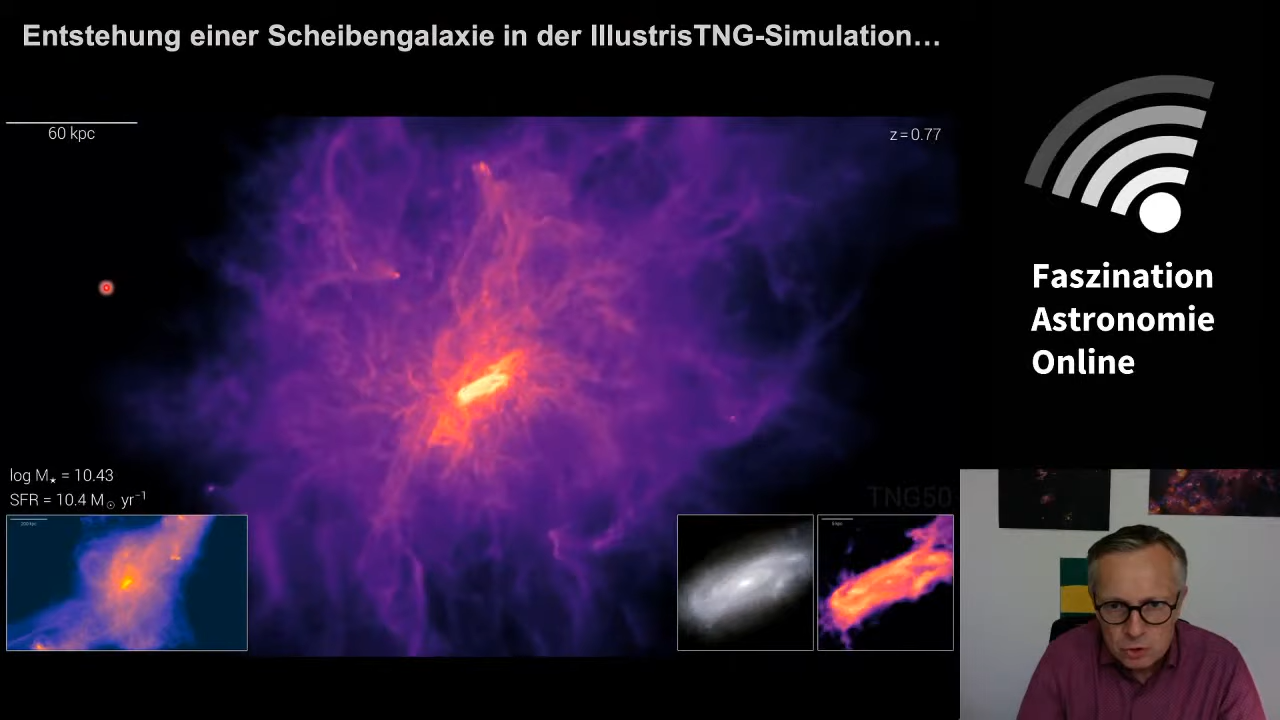 Entstehung einer Scheibengalaxie in der IllustrisTNG-Simulation…
60 kpc
z = 0.77
Faszination
Astronomie
Online
log M⋆ = 10.43
SFR = 10.4 M☉ yr⁻¹
TNG50